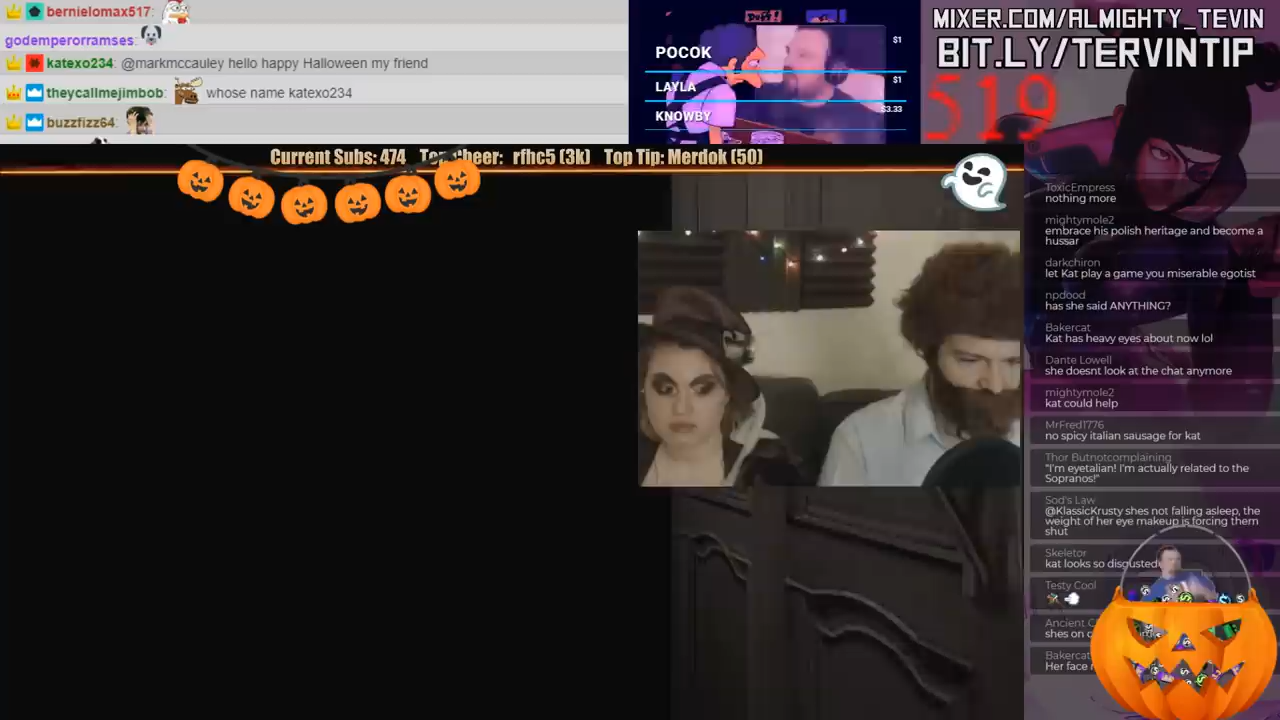 bernielomax517:
godemperorramses:
katexo234: @markmccauley hello happy Halloween my friend
theycallmejimbob: whose name katexo234
buzzfizz64:
POCOK
$1
LAYLA
$1
KNOWBY
$3.33
MIXER.COM/ALMIGHTY_TEVIN
BIT.LY/TERVINTIP
519
Current Subs: 474 Top Cheer: rfhc5 (3k) Top Tip: Merdok (50)
ToxicEmpress
nothing more
mightymole2
embrace his polish heritage and become a
hussar
darkchiron
let Kat play a game you miserable egotist
npdood
has she said ANYTHING?
Bakercat
Kat has heavy eyes about now lol
Dante Lowell
she doesnt look at the chat anymore
mightymole2
kat could help
MrFred1776
no spicy italian sausage for kat
Thor Butnotcomplaining
"I'm eyetalian! I'm actually related to the
Sopranos!"
Sod's Law
@KlassicKrusty shes not falling asleep, the
weight of her eye makeup is forcing them
shut
Skeletor
kat looks so disgusted
Testy Cool
Ancient
shes on
Bakercat
Her face